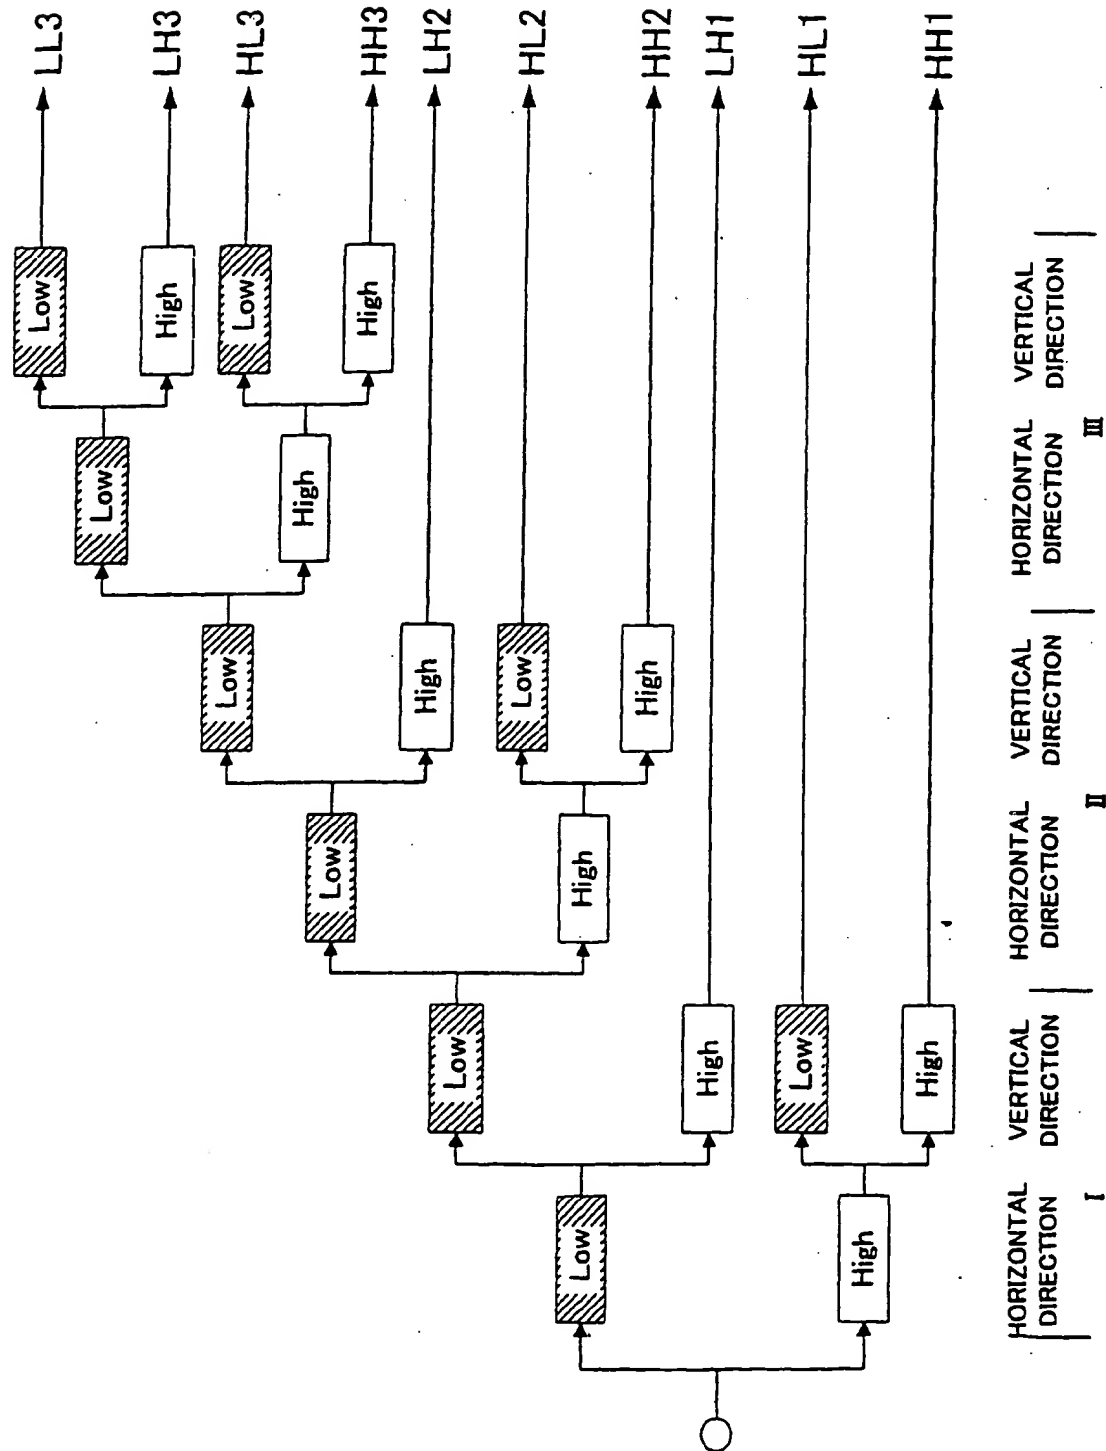 Low LL3
Low
High LH3
Low
Low HL3
High
Low
High HH3
High LH2
Low
Low HL2
Low High
High HH2
High LH1
Low HL1
High
High HH1
HORIZONTAL VERTICAL HORIZONTAL VERTICAL HORIZONTAL VERTICAL
DIRECTION DIRECTION DIRECTION DIRECTION DIRECTION DIRECTION
I II III